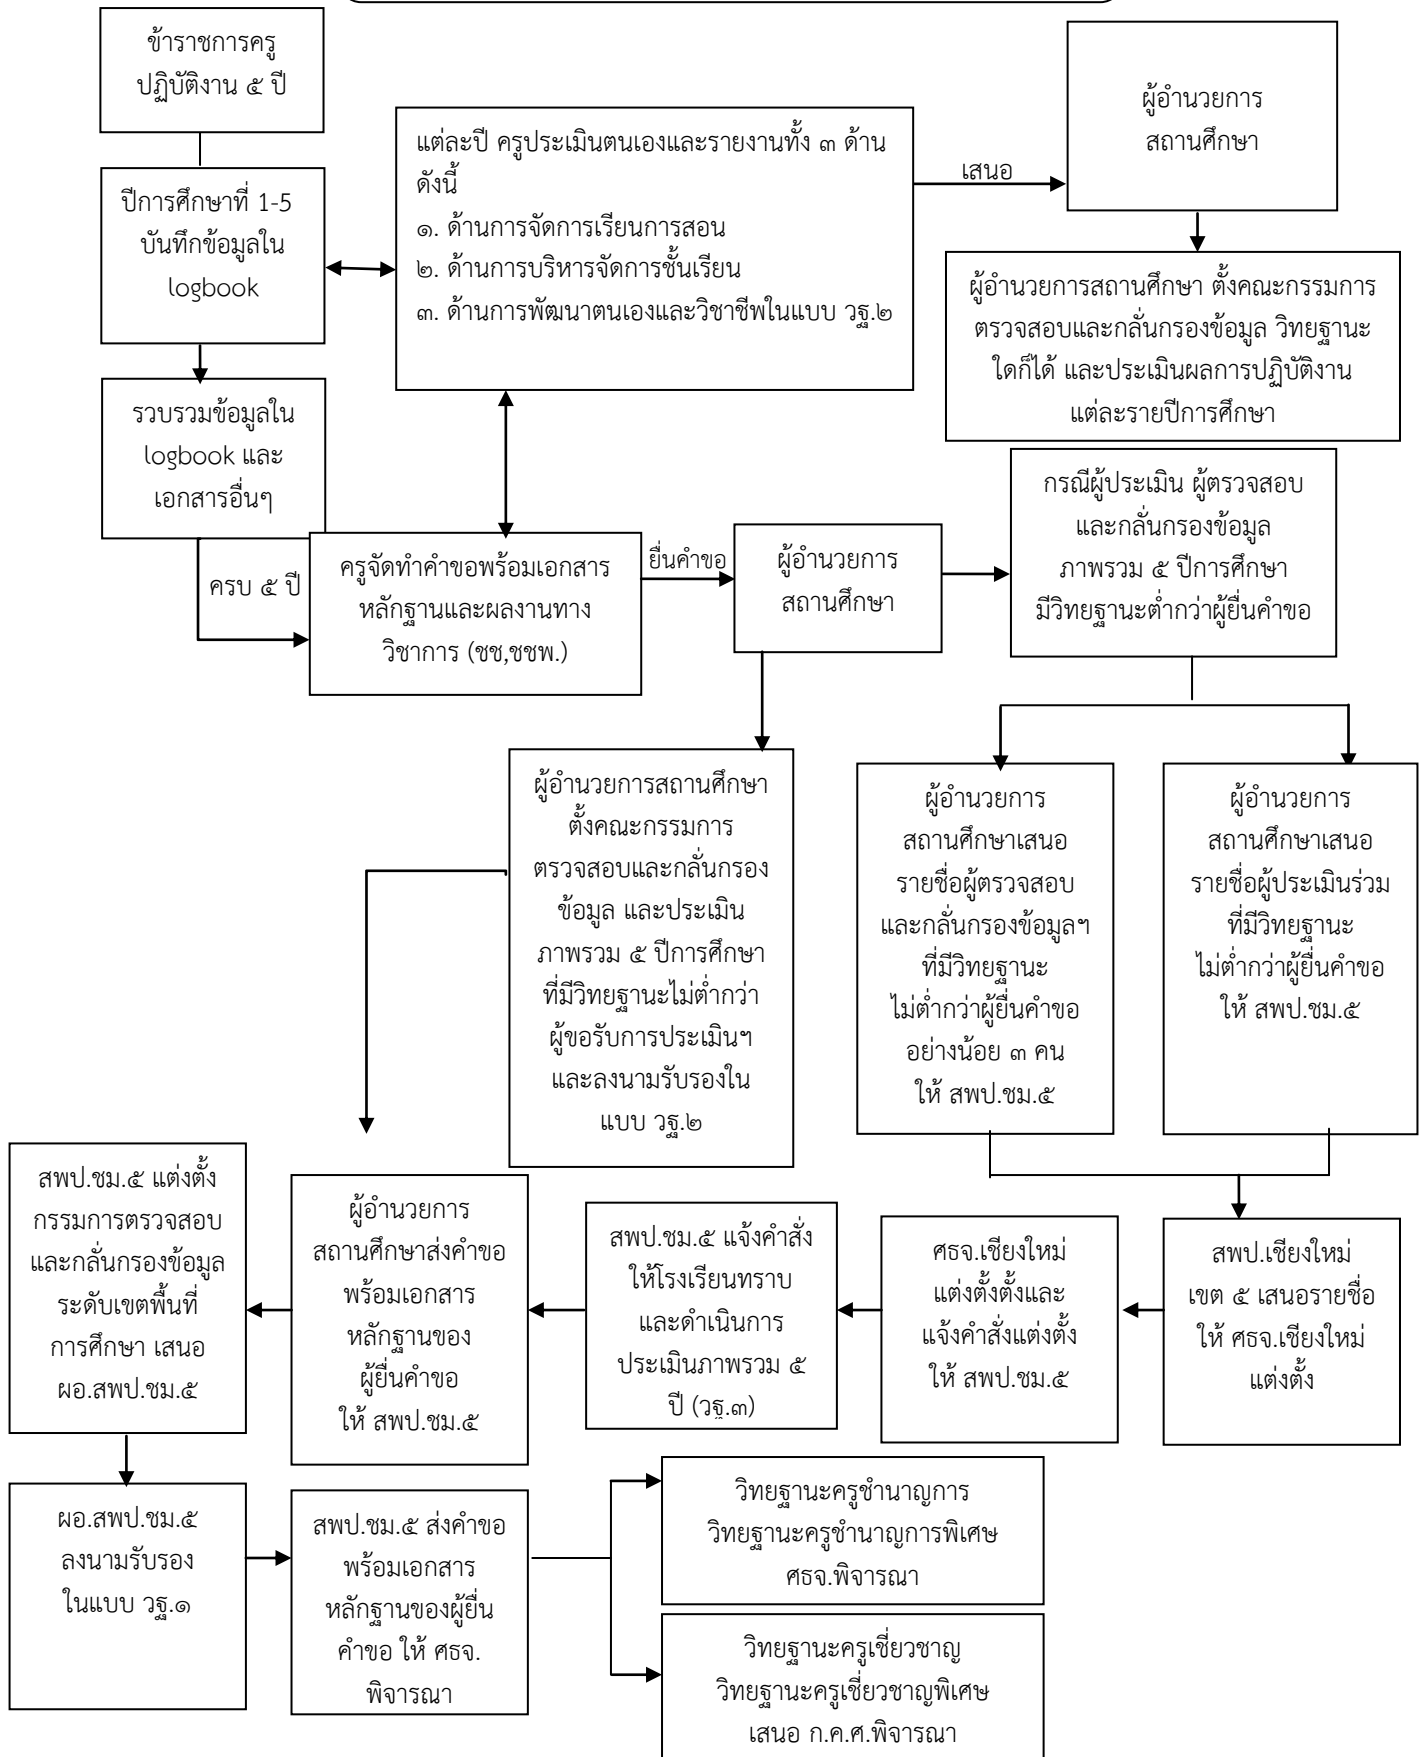 ข้าราชการครู
ปฏิบัติงาน ๕ ปี
ปีการศึกษาที่ 1-5
บันทึกข้อมูลใน
logbook
แต่ละปี ครูประเมินตนเองและรายงานทั้ง ๓ ด้าน
ดังนี้
๑. ด้านการจัดการเรียนการสอน
๒. ด้านการบริหารจัดการชั้นเรียน
๓. ด้านการพัฒนาตนเองและวิชาชีพในแบบ วฐ.๒
เสนอ
ผู้อำนวยการ
สถานศึกษา
ผู้อำนวยการสถานศึกษา ตั้งคณะกรรมการ
ตรวจสอบและกลั่นกรองข้อมูล วิทยฐานะ
ใดก็ได้ และประเมินผลการปฏิบัติงาน
แต่ละรายปีการศึกษา
รวบรวมข้อมูลใน
logbook และ
เอกสารอื่นๆ
ครบ ๕ ปี
ครูจัดทำคำขอพร้อมเอกสาร
หลักฐานและผลงานทาง
วิชาการ (ชช,ชชพ.)
ยื่นคำขอ
ผู้อำนวยการ
สถานศึกษา
กรณีผู้ประเมิน ผู้ตรวจสอบ
และกลั่นกรองข้อมูล
ภาพรวม ๕ ปีการศึกษา
มีวิทยฐานะต่ำกว่าผู้ยื่นคำขอ
ผู้อำนวยการสถานศึกษา
ตั้งคณะกรรมการ
ตรวจสอบและกลั่นกรอง
ข้อมูล และประเมิน
ภาพรวม ๕ ปีการศึกษา
ที่มีวิทยฐานะไม่ต่ำกว่า
ผู้ขอรับการประเมินฯ
และลงนามรับรองใน
แบบ วฐ.๒
ผู้อำนวยการ
สถานศึกษาเสนอ
รายชื่อผู้ตรวจสอบ
และกลั่นกรองข้อมูลฯ
ที่มีวิทยฐานะ
ไม่ต่ำกว่าผู้ยื่นคำขอ
อย่างน้อย ๓ คน
ให้ สพป.ชม.๕
ผู้อำนวยการ
สถานศึกษาเสนอ
รายชื่อผู้ประเมินร่วม
ที่มีวิทยฐานะ
ไม่ต่ำกว่าผู้ยื่นคำขอ
ให้ สพป.ชม.๕
สพป.ชม.๕ แต่งตั้ง
กรรมการตรวจสอบ
และกลั่นกรองข้อมูล
ระดับเขตพื้นที่
การศึกษา เสนอ
ผอ.สพป.ชม.๕
ผู้อำนวยการ
สถานศึกษาส่งคำขอ
พร้อมเอกสาร
หลักฐานของ
ผู้ยื่นคำขอ
ให้ สพป.ชม.๕
สพป.ชม.๕ แจ้งคำสั่ง
ให้โรงเรียนทราบ
และดำเนินการ
ประเมินภาพรวม ๕
ปี (วฐ.๓)
ศธจ.เชียงใหม่
แต่งตั้งตั้งและ
แจ้งคำสั่งแต่งตั้ง
ให้ สพป.ชม.๕
สพป.เชียงใหม่
เขต ๕ เสนอรายชื่อ
ให้ ศธจ.เชียงใหม่
แต่งตั้ง
ผอ.สพป.ชม.๕
ลงนามรับรอง
ในแบบ วฐ.๑
สพป.ชม.๕ ส่งคำขอ
พร้อมเอกสาร
หลักฐานของผู้ยื่น
คำขอ ให้ ศธจ.
พิจารณา
วิทยฐานะครูชำนาญการ
วิทยฐานะครูชำนาญการพิเศษ
ศธจ.พิจารณา
วิทยฐานะครูเชี่ยวชาญ
วิทยฐานะครูเชี่ยวชาญพิเศษ
เสนอ ก.ค.ศ.พิจารณา